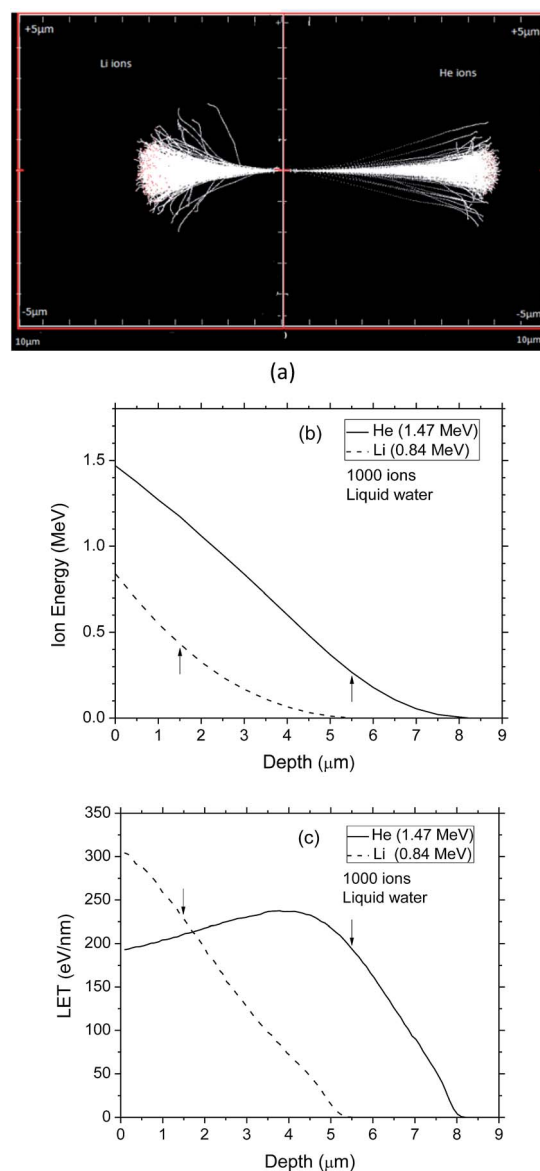 +5μm
+5μm
Li ions
He ions
-5μm
-5μm
10μm
0
10μm
(a)
(b)
He (1.47 MeV)
Li (0.84 MeV)
1000 ions
Liquid water
Ion Energy (MeV)
1.5
1.0
0.5
0.0
0 1 2 3 4 5 6 7 8 9
Depth (μm)
(c)
He (1.47 MeV)
Li (0.84 MeV)
1000 ions
Liquid water
LET (eV/nm)
350
300
250
200
150
100
50
0
0 1 2 3 4 5 6 7 8 9
Depth (μm)